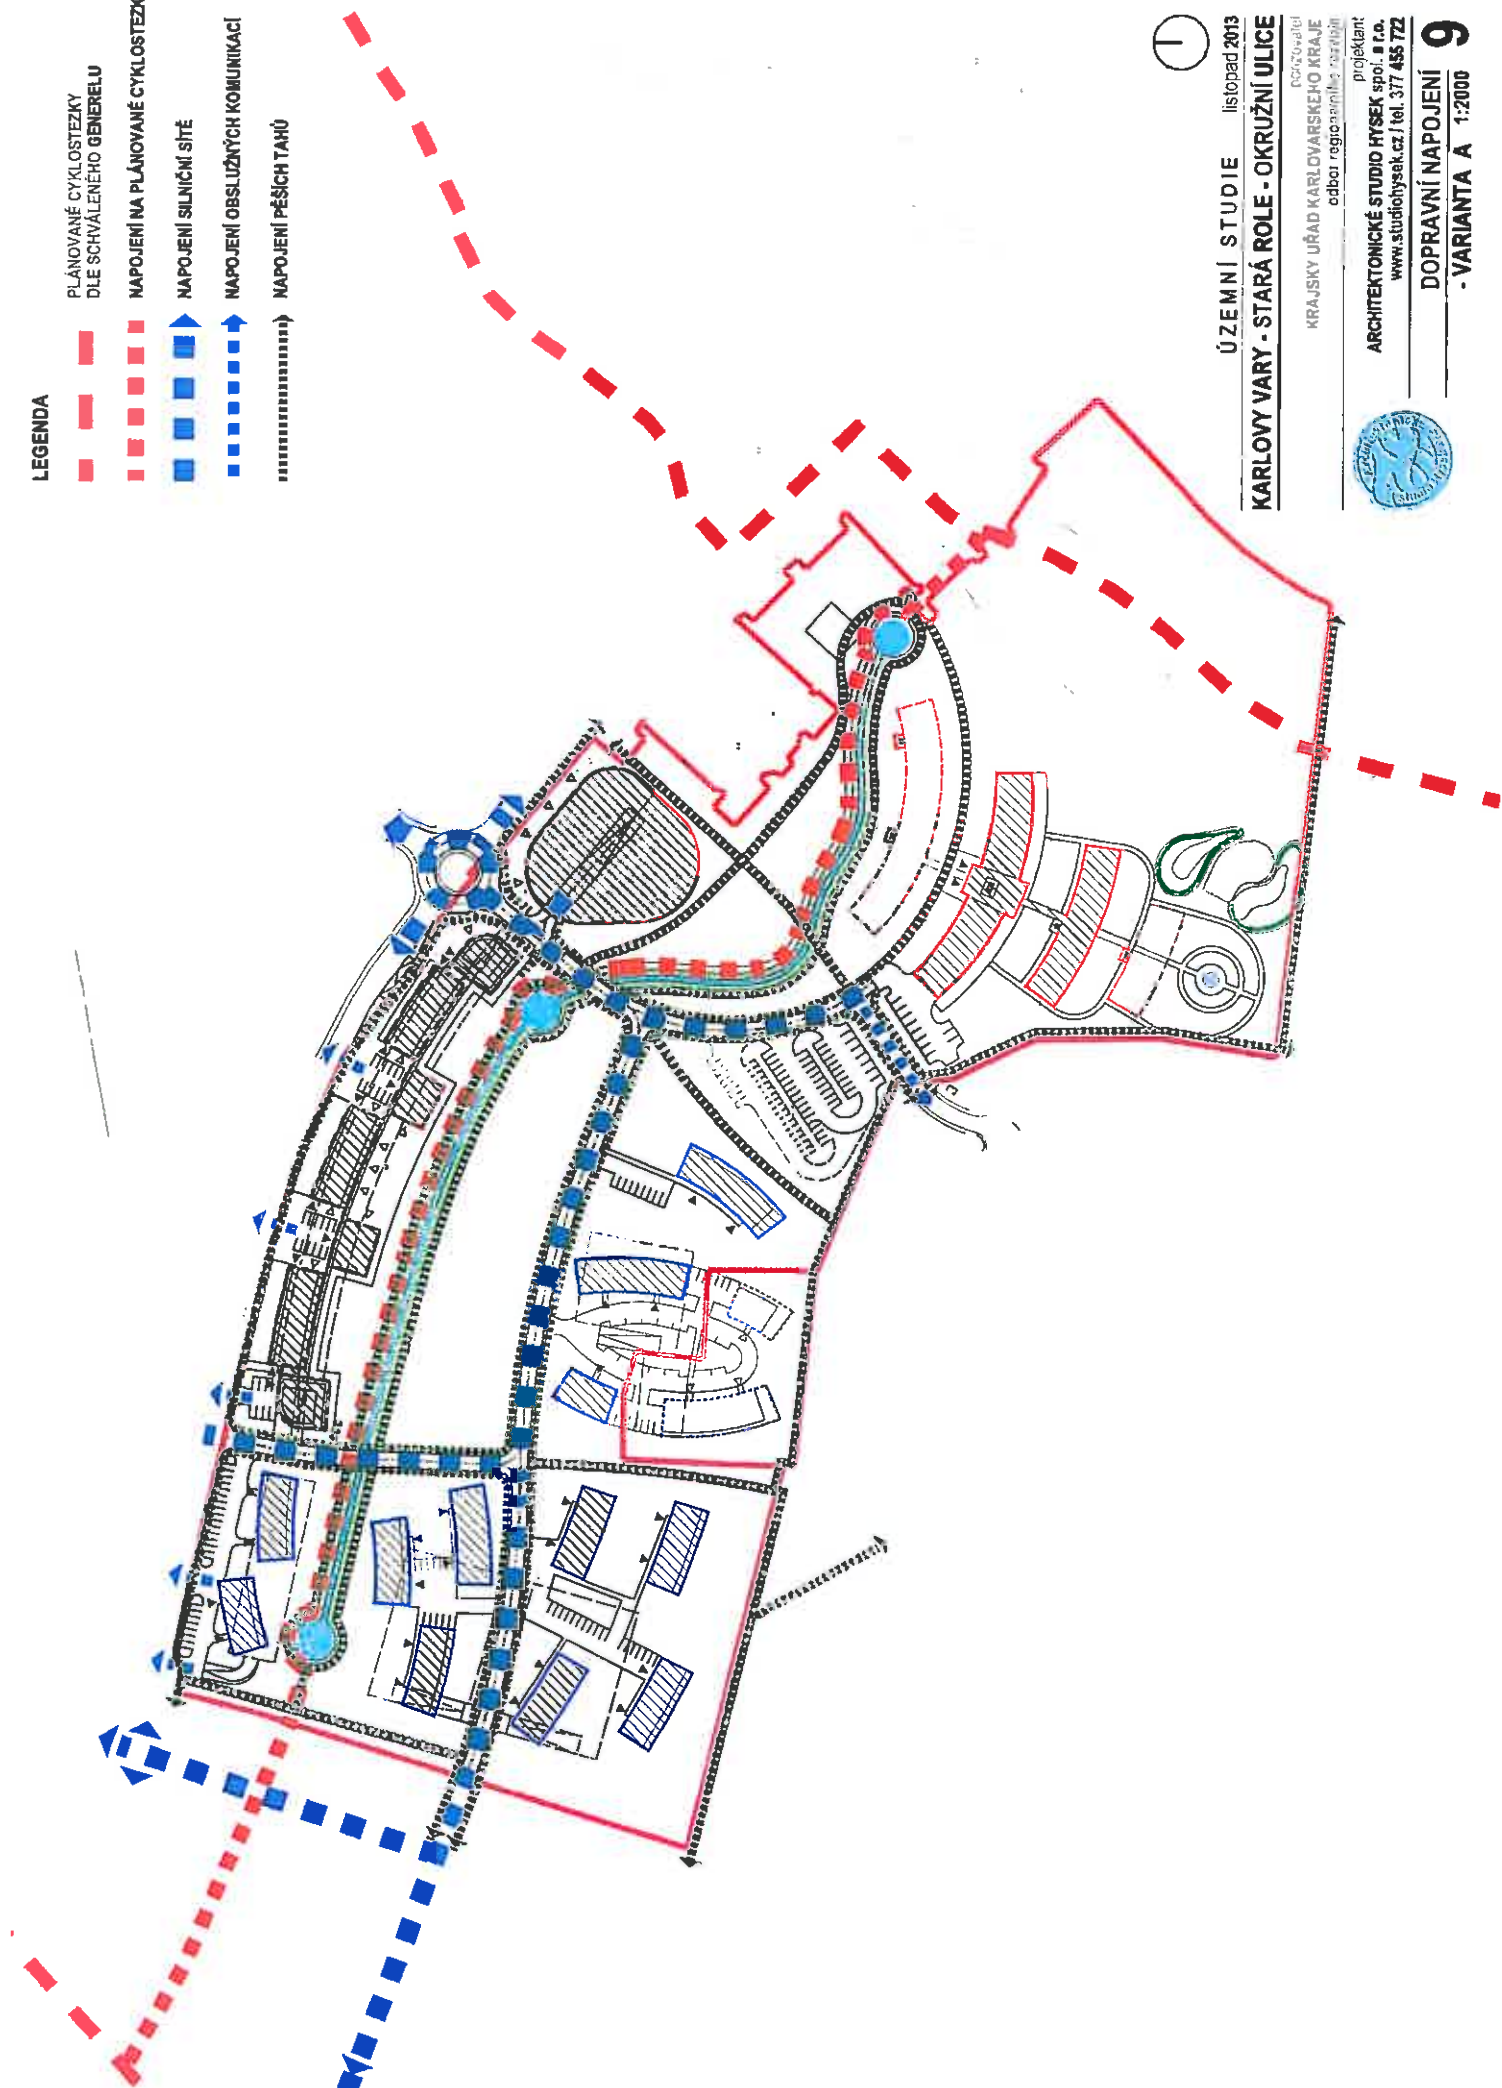 LEGENDA
PLÁNOVANÉ CYKLOSTEZKY
DLE SCHVÁLENÉHO GENERELU
NAPOJENÍ NA PLÁNOVANÉ CYKLOSTEZK
NAPOJENÍ SILNIČNÍ SÍTĚ
NAPOJENÍ OBSLUŽNÝCH KOMUNIKACÍ
NAPOJENÍ PĚŠÍCH TAHŮ
ÚZEMNÍ STUDIE listopad 2013
KARLOVY VARY - STARÁ ROLE - OKRUŽNÍ ULICE
KRAJSKÝ ÚŘAD KARLOVARSKÉHO KRAJE
odbor
projektant
ARCHITEKTONICKÉ STUDIO HYSEK spol. s r.o.
www.studiohysek.cz / tel. 377 455 722
DOPRAVNÍ NAPOJENÍ 9
- VARIANTA A 1:2000